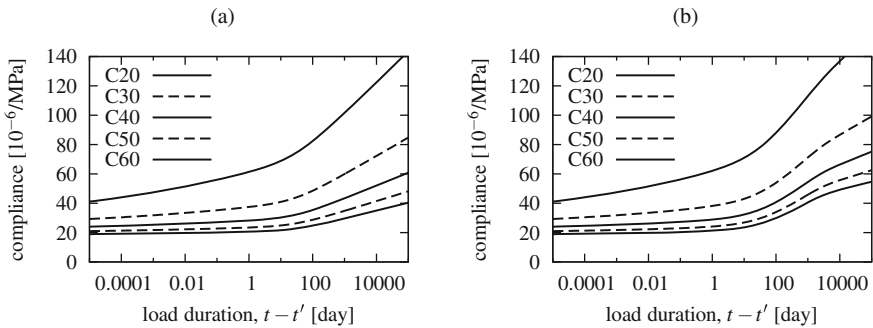 (a)
compliance [10⁻⁶/MPa]
140
120
100
80
60
40
20
0
C20
C30
C40
C50
C60
0.0001 0.01 1 100 10000
load duration, t − t′ [day]
(b)
compliance [10⁻⁶/MPa]
140
120
100
80
60
40
20
0
C20
C30
C40
C50
C60
0.0001 0.01 1 100 10000
load duration, t − t′ [day]